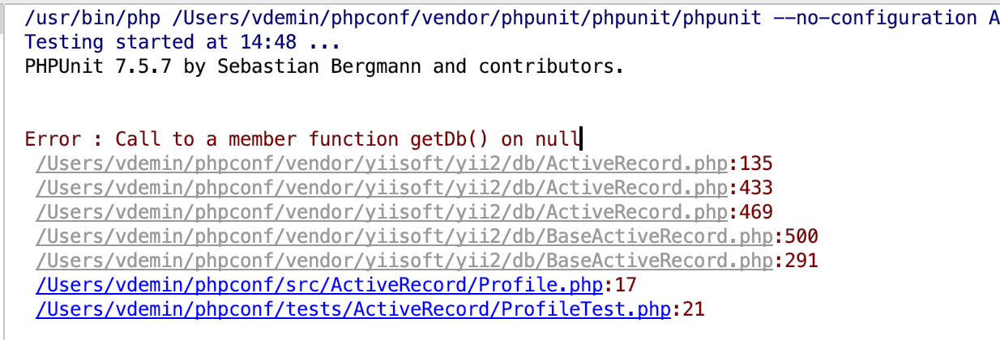 /usr/bin/php /Users/vdemin/phpconf/vendor/phpunit/phpunit/phpunit --no-configuration A
Testing started at 14:48 ...
PHPUnit 7.5.7 by Sebastian Bergmann and contributors.
Error : Call to a member function getDb() on null
/Users/vdemin/phpconf/vendor/yiisoft/yii2/db/ActiveRecord.php:135
/Users/vdemin/phpconf/vendor/yiisoft/yii2/db/ActiveRecord.php:433
/Users/vdemin/phpconf/vendor/yiisoft/yii2/db/ActiveRecord.php:469
/Users/vdemin/phpconf/vendor/yiisoft/yii2/db/BaseActiveRecord.php:500
/Users/vdemin/phpconf/vendor/yiisoft/yii2/db/BaseActiveRecord.php:291
/Users/vdemin/phpconf/src/ActiveRecord/Profile.php:17
/Users/vdemin/phpconf/tests/ActiveRecord/ProfileTest.php:21